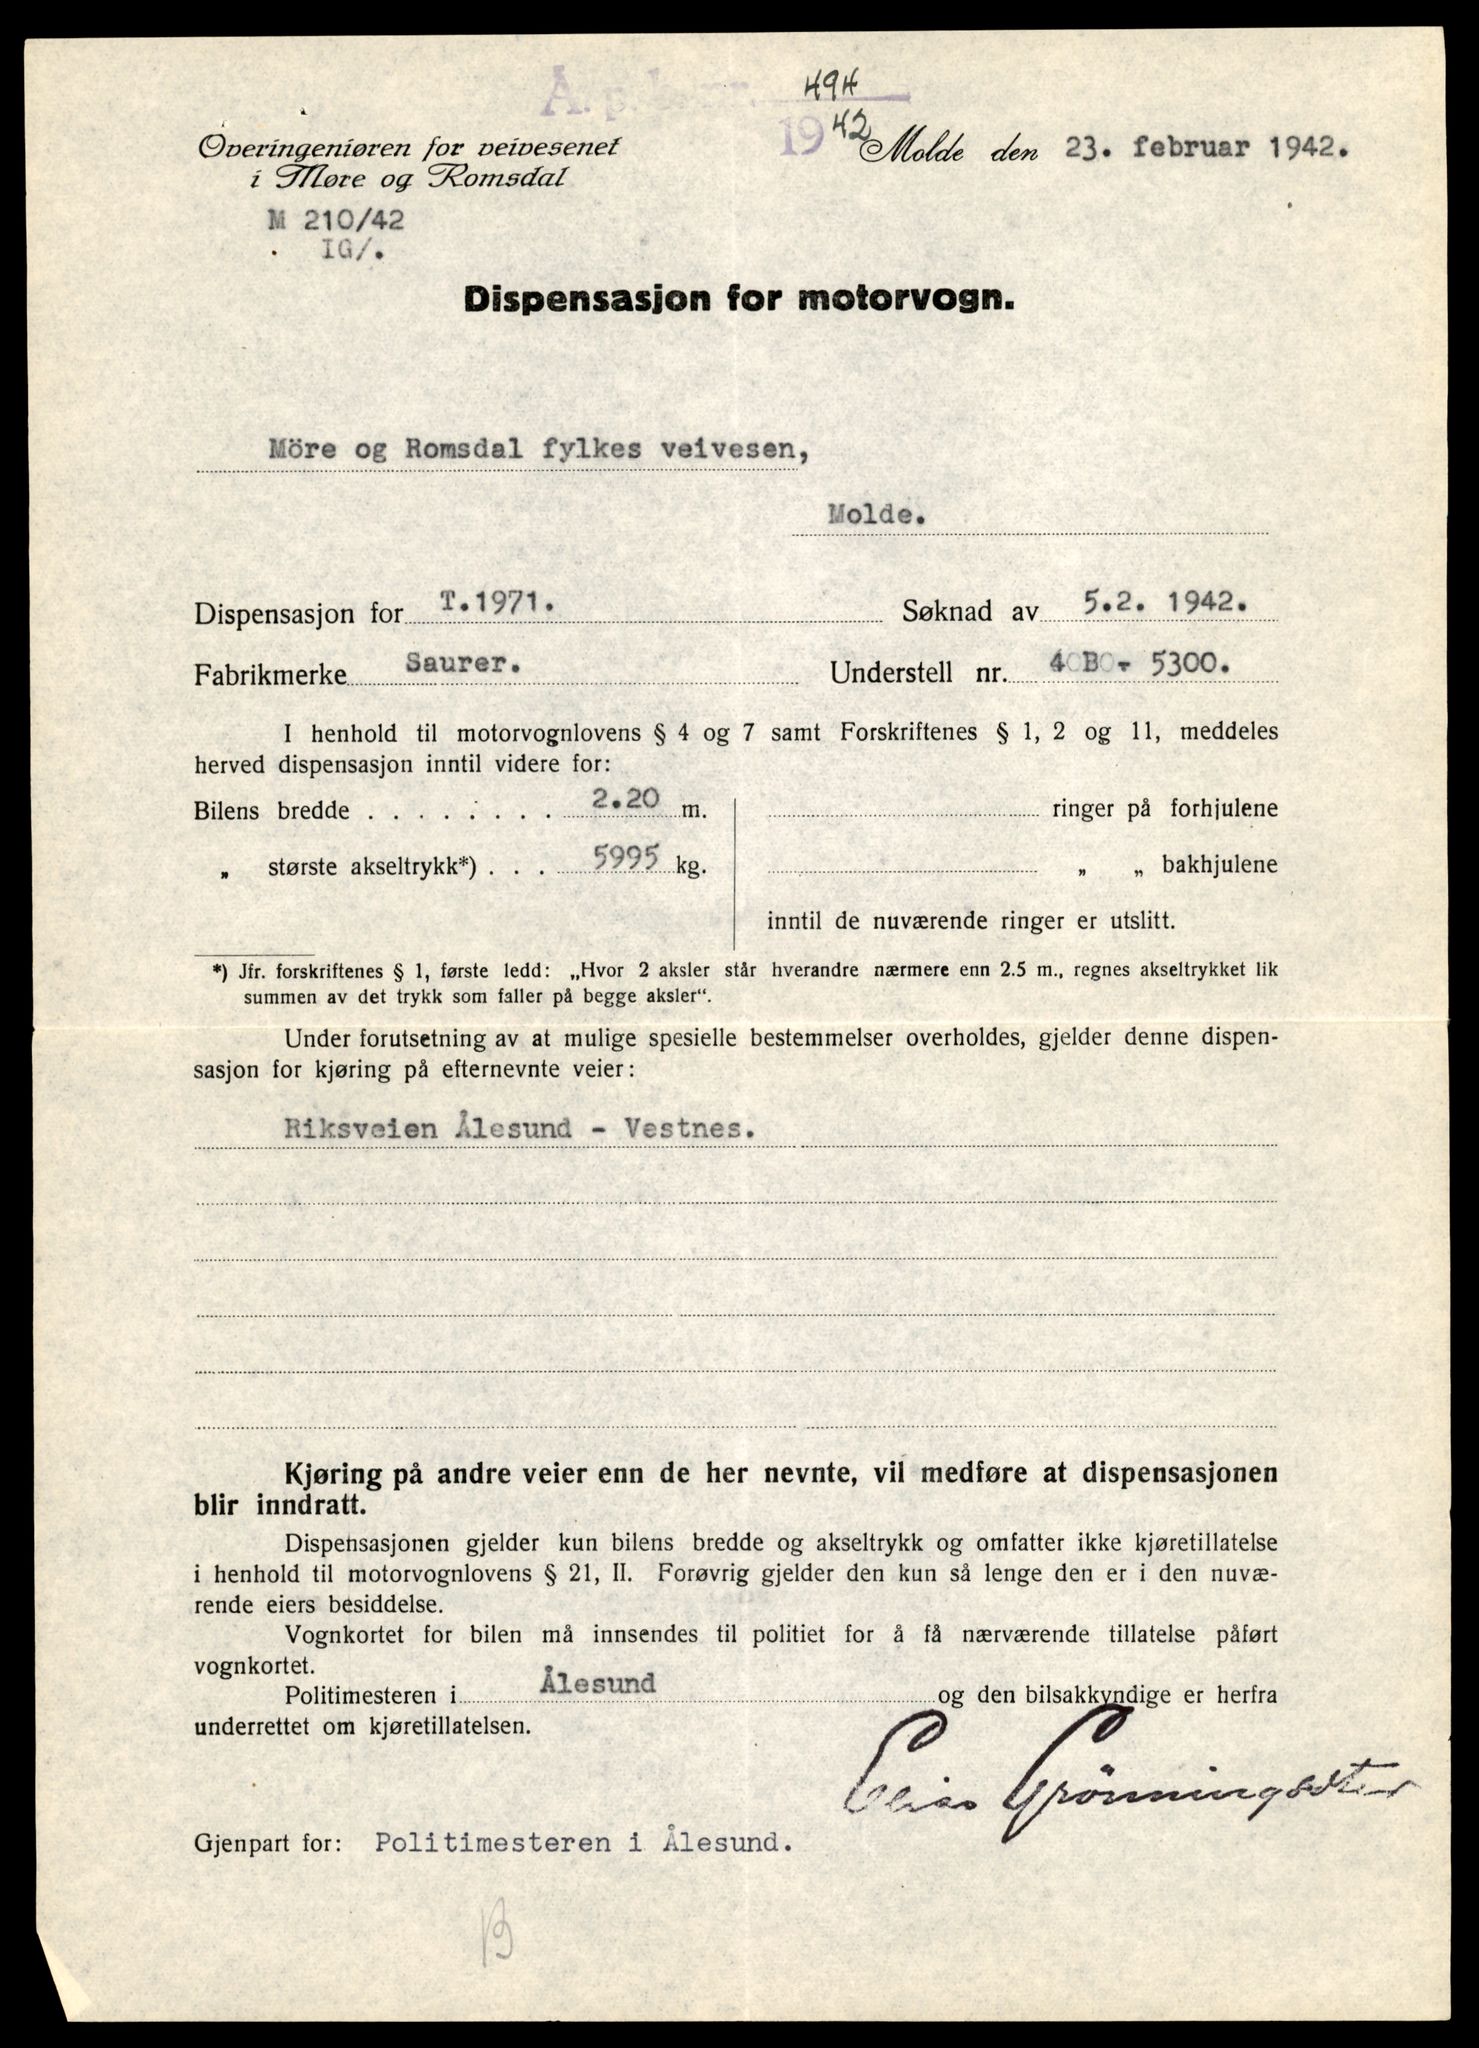 Å. p. k. nr. 494
1942
Overingeniøren for veivesenet
i Møre og Romsdal
Molde den 23. februar 1942.
M 210/42
IG/.
Dispensasjon for motorvogn.
Möre og Romsdal fylkes veivesen,
Molde.
Dispensasjon for T.1971. Søknad av 5.2. 1942.
Fabrikmerke Saurer. Understell nr. 4 B - 5300.
I henhold til motorvognlovens § 4 og 7 samt Forskriftenes § 1, 2 og 11, meddeles
herved dispensasjon inntil videre for:
Bilens bredde . . . . . . . . 2.20 m.
„ største akseltrykk*) . . . 5995 kg.
ringer på forhjulene
„ „ bakhjulene
inntil de nuværende ringer er utslitt.
*) Jfr. forskriftenes § 1, første ledd: „Hvor 2 aksler står hverandre nærmere enn 2.5 m., regnes akseltrykket lik
summen av det trykk som faller på begge aksler“.
Under forutsetning av at mulige spesielle bestemmelser overholdes, gjelder denne dispen-
sasjon for kjøring på efternevnte veier:
Riksveien Ålesund - Vestnes.
Kjøring på andre veier enn de her nevnte, vil medføre at dispensasjonen
blir inndratt.
Dispensasjonen gjelder kun bilens bredde og akseltrykk og omfatter ikke kjøretillatelse
i henhold til motorvognlovens § 21, II. Forøvrig gjelder den kun så lenge den er i den nuvæ-
rende eiers besiddelse.
Vognkortet for bilen må innsendes til politiet for å få nærværende tillatelse påført
vognkortet.
Politimesteren i Ålesund og den bilsakkyndige er herfra
underrettet om kjøretillatelsen.
Elias Grönningsæter
Gjenpart for: Politimesteren i Ålesund.
B